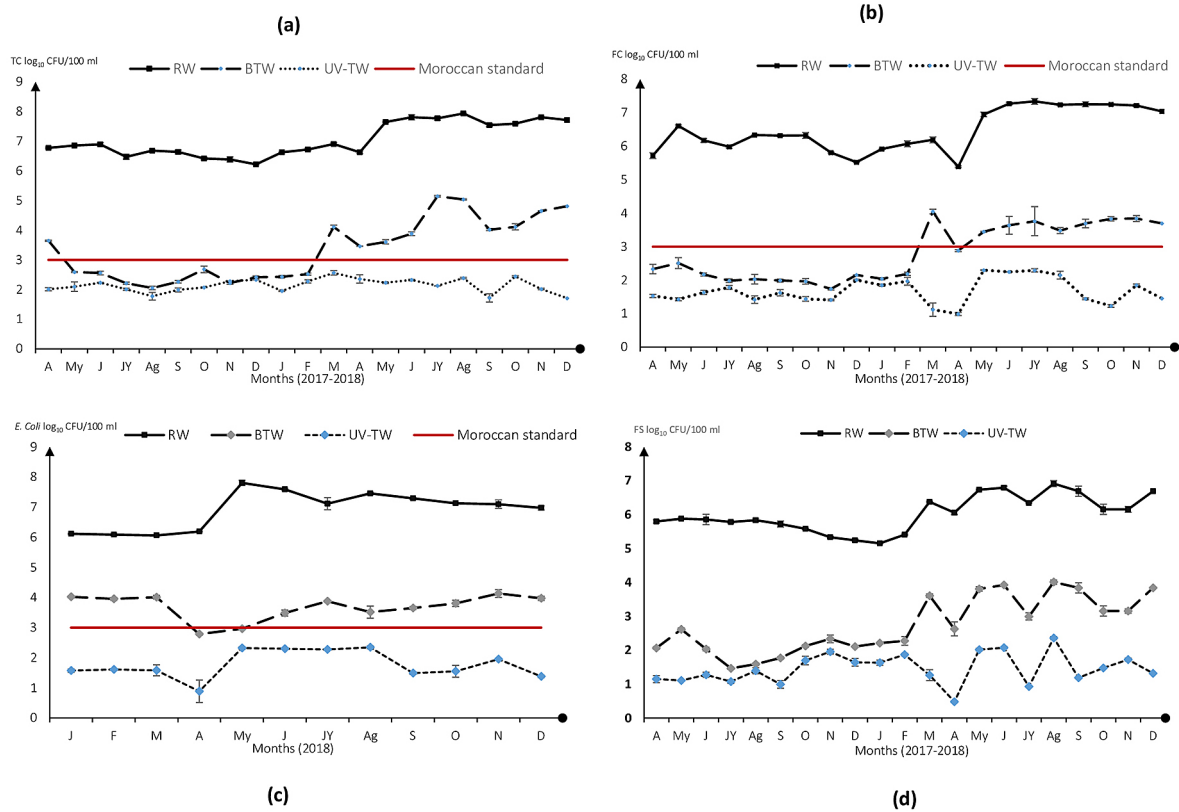 (a)
TC log10 CFU/100 ml
RW BTW UV-TW Moroccan standard
9
8
7
6
5
4
3
2
1
0
A My J JY Ag S O N D J F M A My J JY Ag S O N D
Months (2017-2018)
(b)
FC log10 CFU/100 ml
RW BTW UV-TW Moroccan standard
8
7
6
5
4
3
2
1
0
A My J JY Ag S O N D J F M A My J JY Ag S O N D
Months (2017-2018)
E. Coli log10 CFU/100 ml
RW BTW UV-TW Moroccan standard
9
8
7
6
5
4
3
2
1
0
J F M A My J JY Ag S O N D
Months (2018)
(c)
FS log10 CFU/100 ml
RW BTW UV-TW
8
7
6
5
4
3
2
1
0
A My J JY Ag S O N D J F M A My J JY Ag S O N D
Months (2017-2018)
(d)